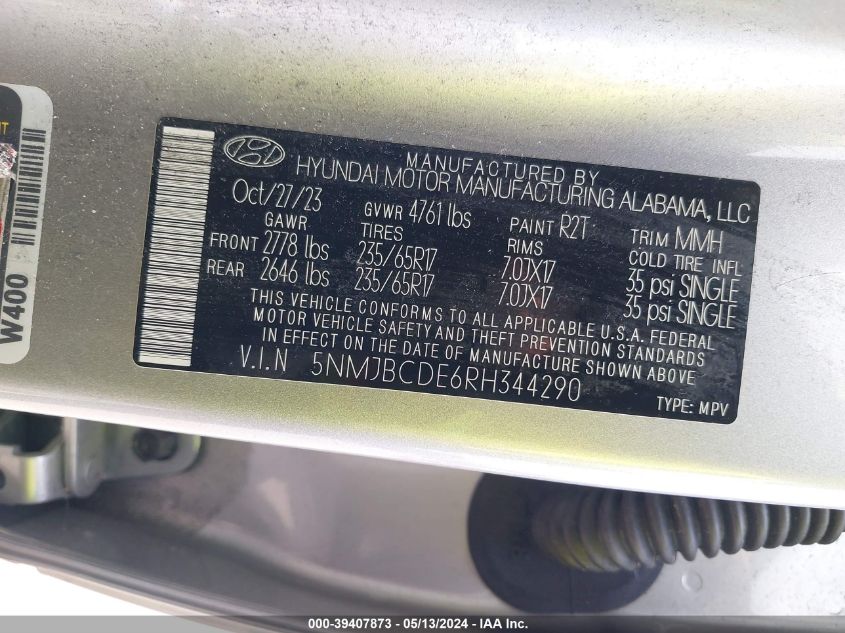 W400
MANUFACTURED BY
HYUNDAI MOTOR MANUFACTURING ALABAMA, LLC
Oct/27/23 GVWR 4761 lbs PAINT R2T TRIM MMH
GAWR TIRES RIMS COLD TIRE INFL
FRONT 2778 lbs 235/65R17 7.0JX17 35 psi SINGLE
REAR 2646 lbs 235/65R17 7.0JX17 35 psi SINGLE
THIS VEHICLE CONFORMS TO ALL APPLICABLE U.S.A. FEDERAL
MOTOR VEHICLE SAFETY AND THEFT PREVENTION STANDARDS
IN EFFECT ON THE DATE OF MANUFACTURE SHOWN ABOVE
V.I.N 5NMJBCDE6RH344290
TYPE: MPV
000-39407873 - 05/13/2024 - IAA Inc.